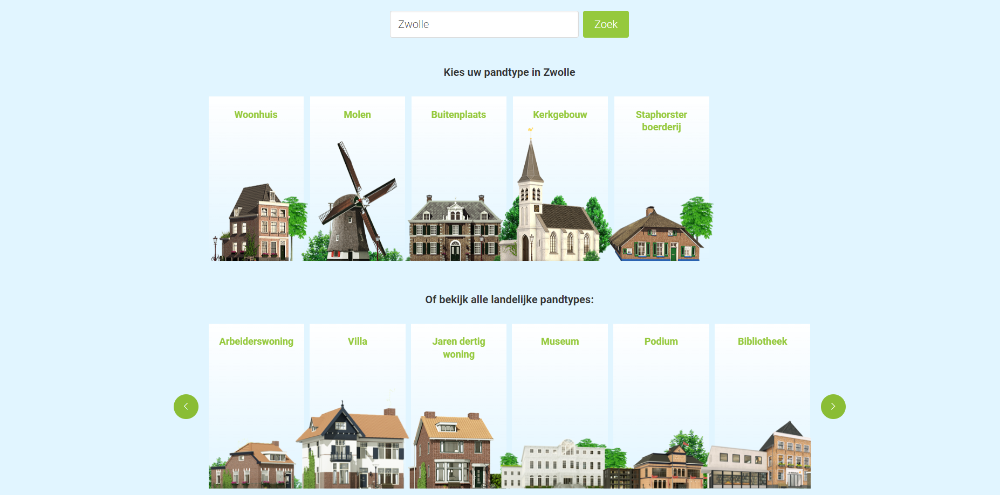 Zwolle
Zoek
Kies uw pandtype in Zwolle
Woonhuis
Molen
Buitenplaats
Kerkgebouw
Staphorster
boerderij
Of bekijk alle landelijke pandtypes:
Arbeiderswoning
Villa
Jaren dertig
woning
Museum
Podium
Bibliotheek